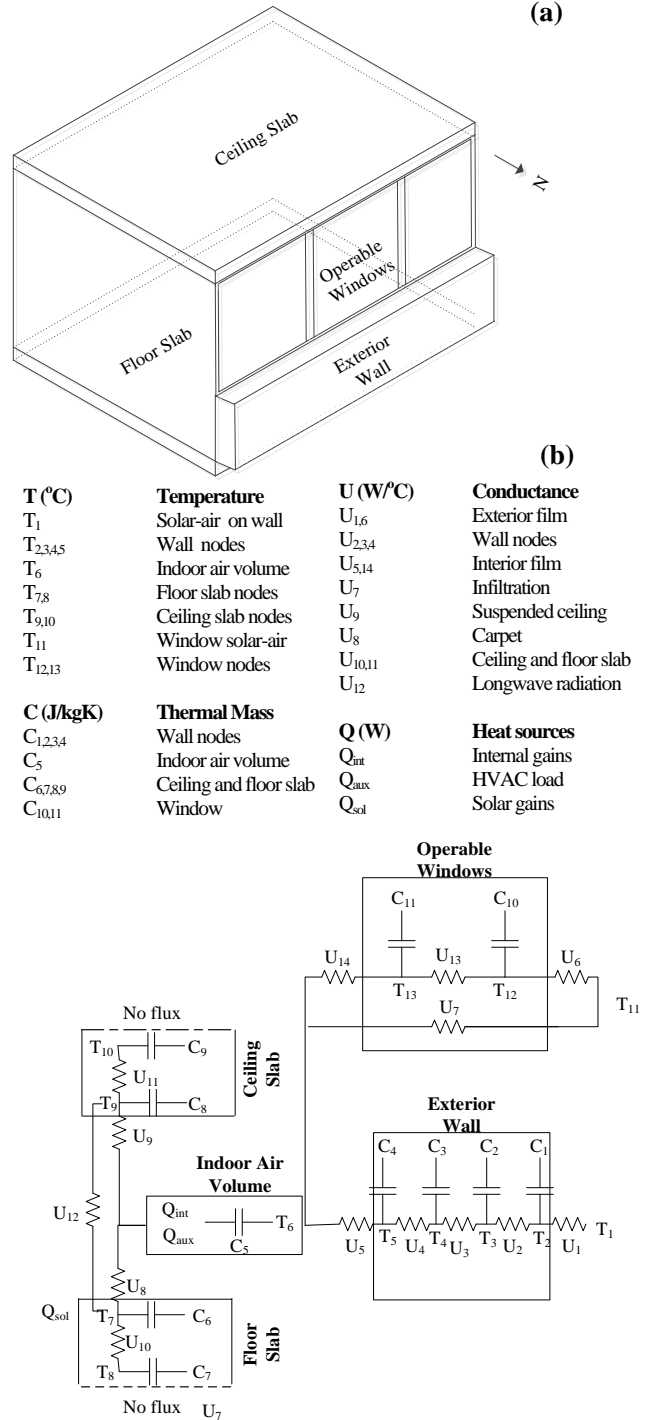 (a)
Ceiling Slab
N
Operable
Windows
Floor Slab
Exterior
Wall
(b)
T (°C) Temperature
T1 Solar-air on wall
T2,3,4,5 Wall nodes
T6 Indoor air volume
T7,8 Floor slab nodes
T9,10 Ceiling slab nodes
T11 Window solar-air
T12,13 Window nodes
C (J/kgK) Thermal Mass
C1,2,3,4 Wall nodes
C5 Indoor air volume
C6,7,8,9 Ceiling and floor slab
C10,11 Window
U (W/°C) Conductance
U1,6 Exterior film
U2,3,4 Wall nodes
U5,14 Interior film
U7 Infiltration
U9 Suspended ceiling
U8 Carpet
U10,11 Ceiling and floor slab
U12 Longwave radiation
Q (W) Heat sources
Qint Internal gains
Qaux HVAC load
Qsol Solar gains
Operable
Windows
C11 C10
U14 U13 U6
T13 T12
U7
T11
No flux
T10 C9
U11
T9 C8
Ceiling
Slab
U9
Exterior
Wall
C4 C3 C2 C1
Indoor Air
Volume
Qint
Qaux
C5
T6
U12
U5 T5 U4 T4 U3 T3 U2 T2 U1 T1
U8
Qsol T7 C6
U10
T8 C7
Floor
Slab
No flux U7